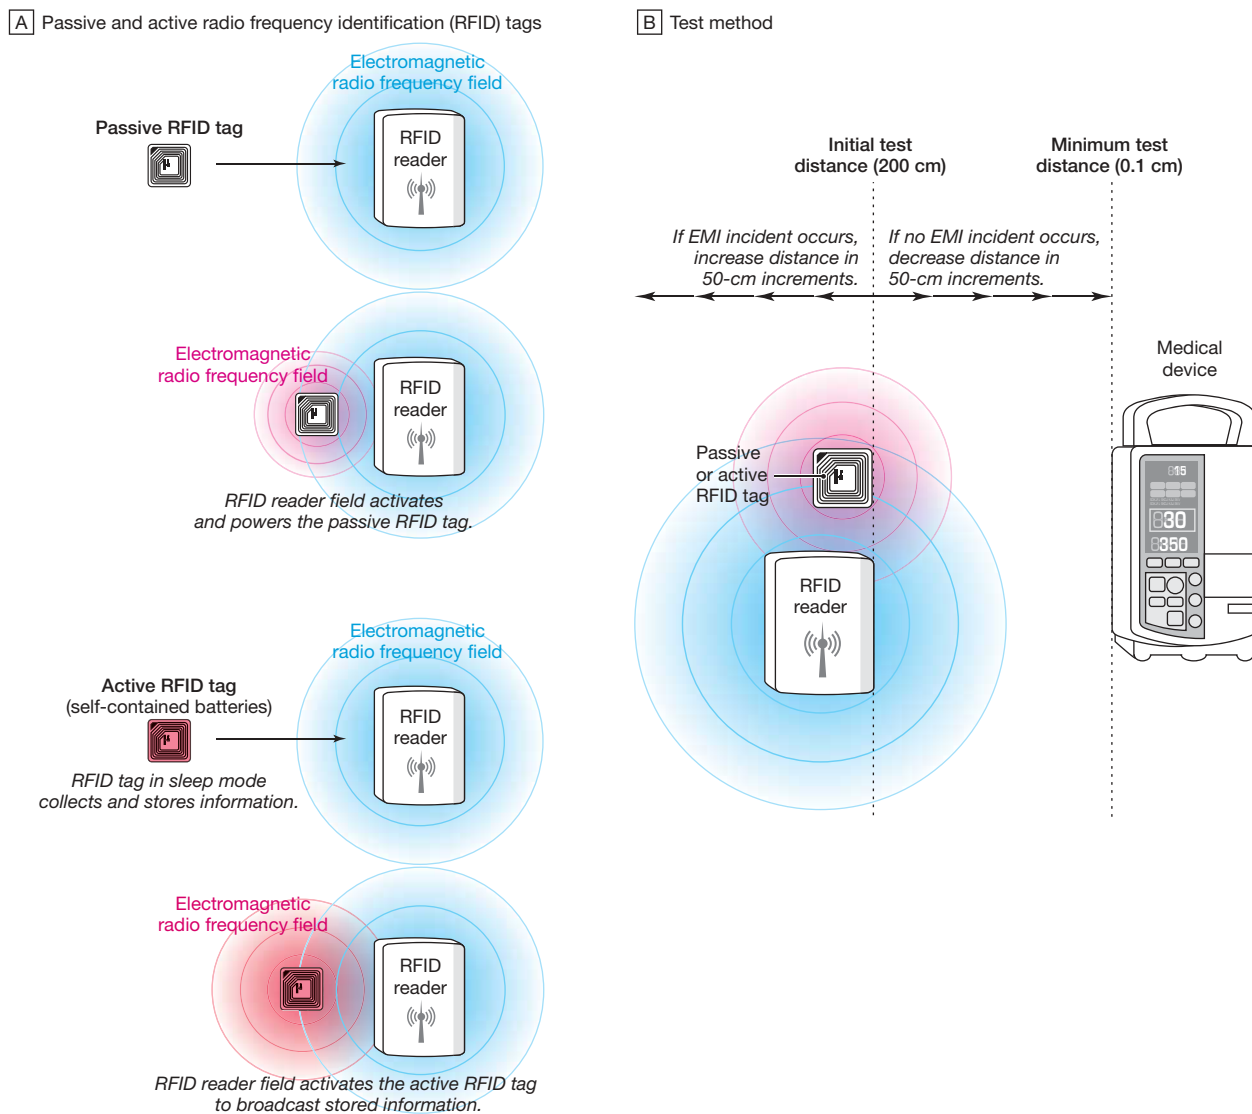 A Passive and active radio frequency identification (RFID) tags
Electromagnetic
radio frequency field
Passive RFID tag
RFID
reader
Electromagnetic
radio frequency field
RFID
reader
RFID reader field activates
and powers the passive RFID tag.
Electromagnetic
radio frequency field
Active RFID tag
(self-contained batteries)
RFID
reader
RFID tag in sleep mode
collects and stores information.
Electromagnetic
radio frequency field
RFID
reader
RFID reader field activates the active RFID tag
to broadcast stored information.
B Test method
Initial test
distance (200 cm)
Minimum test
distance (0.1 cm)
If EMI incident occurs,
increase distance in
50-cm increments.
If no EMI incident occurs,
decrease distance in
50-cm increments.
Medical
device
Passive
or active
RFID tag
RFID
reader
15
30
350